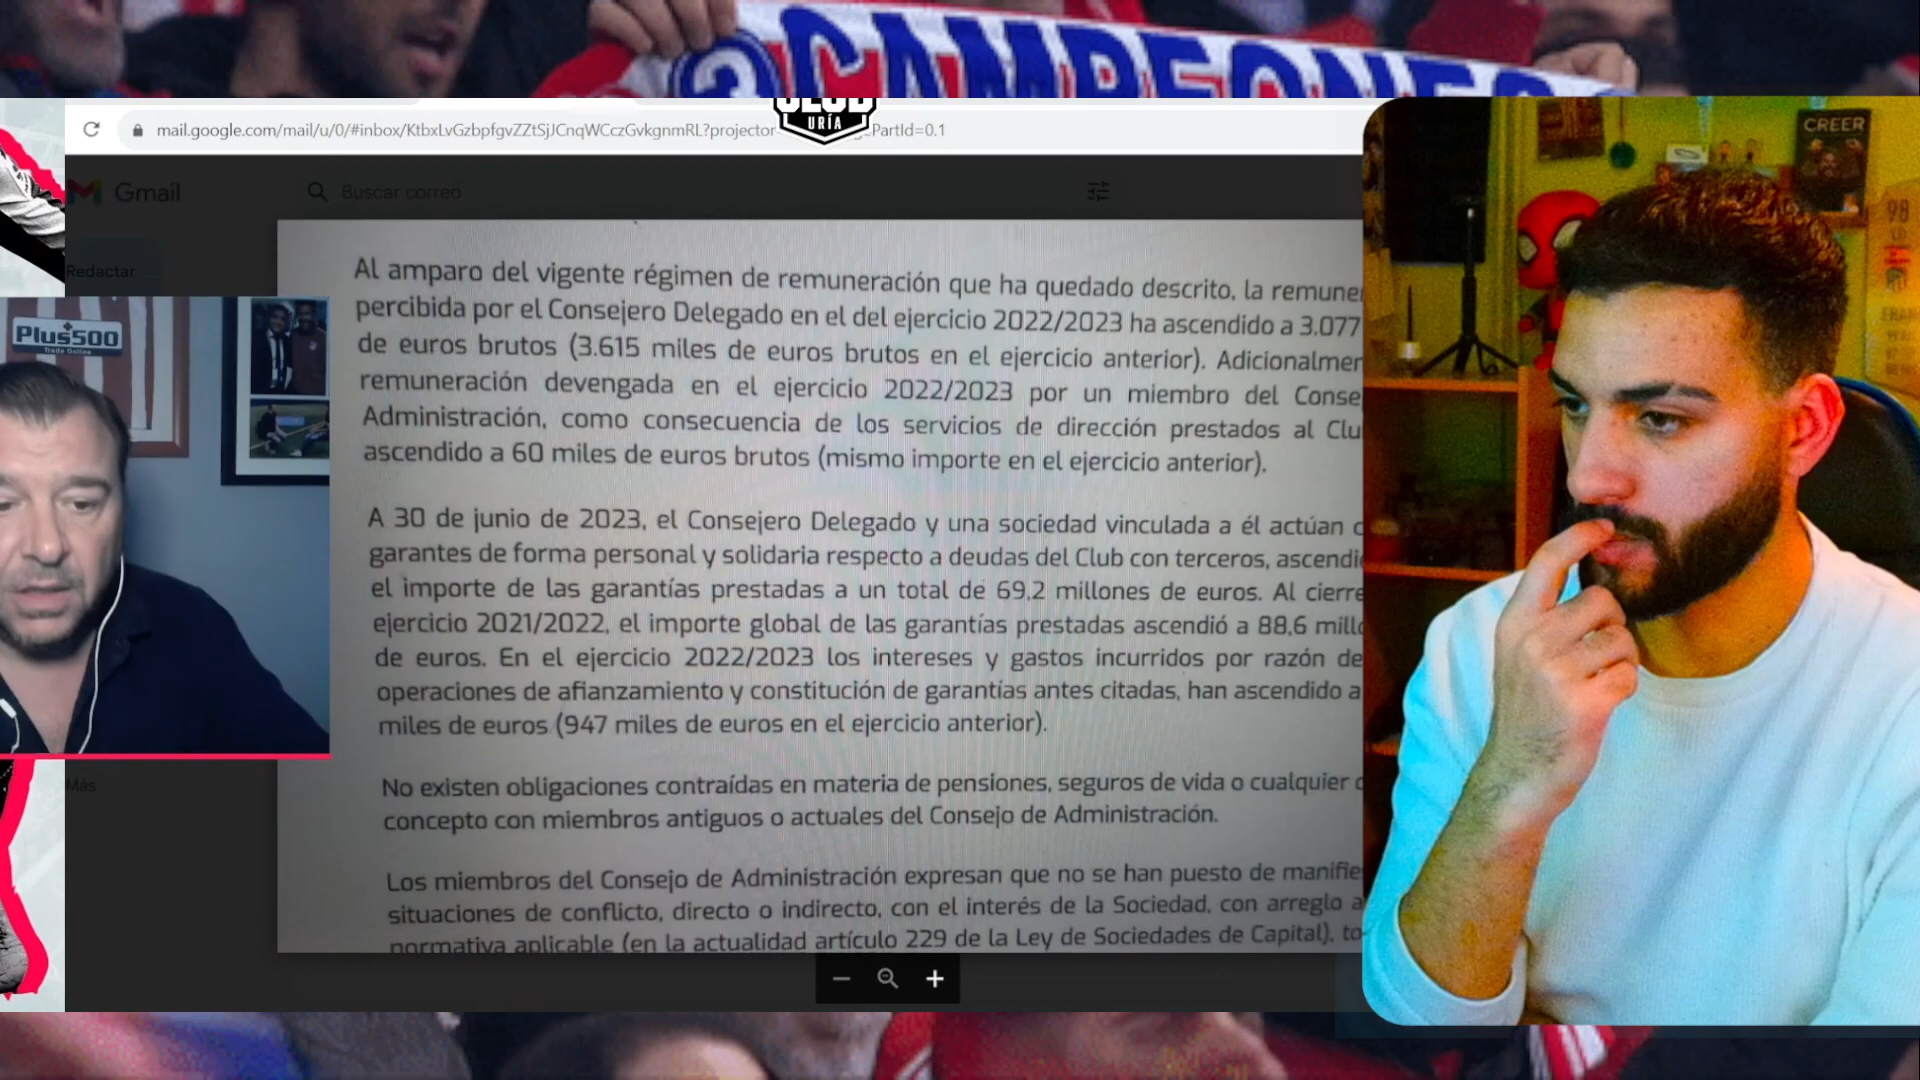 CAMPEONES
CLUB
URÍA
mail.google.com/mail/u/0/#inbox/KtbxLvGzbpfgvZZtSjJCnqWCczGvkgnmRL?projector PartId=0.1
Gmail
Buscar correo
CREER
98
Redactar
Plus500
Trade Online
Al amparo del vigente régimen de remuneración que ha quedado descrito, la
percibida por el Consejero Delegado en el del ejercicio 2022/2023 ha ascendido a 3.077
de euros brutos (3.615 miles de euros brutos en el ejercicio anterior).
remuneración devengada en el ejercicio 2022/2023 por un miembro del
Administración, como consecuencia de los servicios de dirección prestados al
ascendido a 60 miles de euros brutos (mismo importe en el ejercicio anterior).
A 30 de junio de 2023, el Consejero Delegado y una sociedad vinculada a él actúan
garantes de forma personal y solidaria respecto a deudas del Club con terceros,
el importe de las garantías prestadas a un total de 69,2 millones de euros. Al cierre
ejercicio 2021/2022, el importe global de las garantías prestadas ascendió a 88,6
de euros. En el ejercicio 2022/2023 los intereses y gastos incurridos por razón de
operaciones de afianzamiento y constitución de garantías antes citadas, han ascendido a
miles de euros (947 miles de euros en el ejercicio anterior).
Más
No existen obligaciones contraídas en materia de pensiones, seguros de vida o cualquier
concepto con miembros antiguos o actuales del Consejo de Administración.
Los miembros del Consejo de Administración expresan que no se han puesto de
situaciones de conflicto, directo o indirecto, con el interés de la Sociedad, con arreglo a
normativa aplicable (en la actualidad artículo 229 de la Ley de Sociedades de Capital),